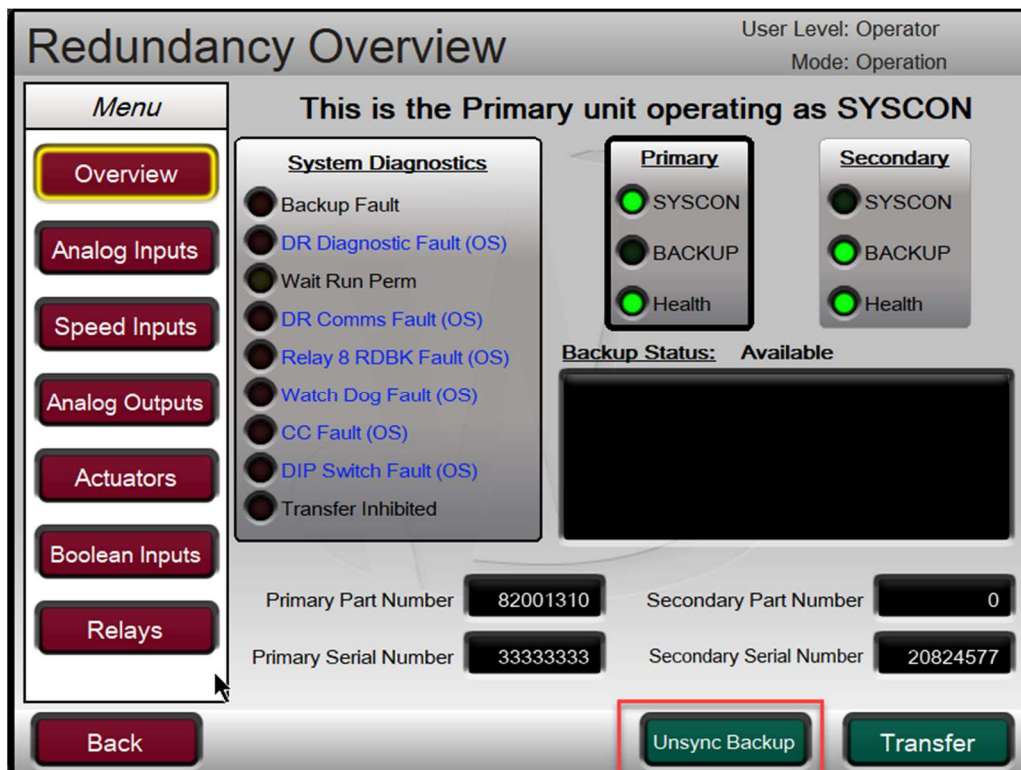 Redundancy Overview
User Level: Operator
Mode: Operation
Menu
Overview
Analog Inputs
Speed Inputs
Analog Outputs
Actuators
Boolean Inputs
Relays
This is the Primary unit operating as SYSCON
System Diagnostics
Backup Fault
DR Diagnostic Fault (OS)
Wait Run Perm
DR Comms Fault (OS)
Relay 8 RDBK Fault (OS)
Watch Dog Fault (OS)
CC Fault (OS)
DIP Switch Fault (OS)
Transfer Inhibited
Primary
SYSCON
BACKUP
Health
Secondary
SYSCON
BACKUP
Health
Backup Status: Available
Primary Part Number 82001310
Secondary Part Number 0
Primary Serial Number 33333333
Secondary Serial Number 20824577
Back
Unsync Backup
Transfer